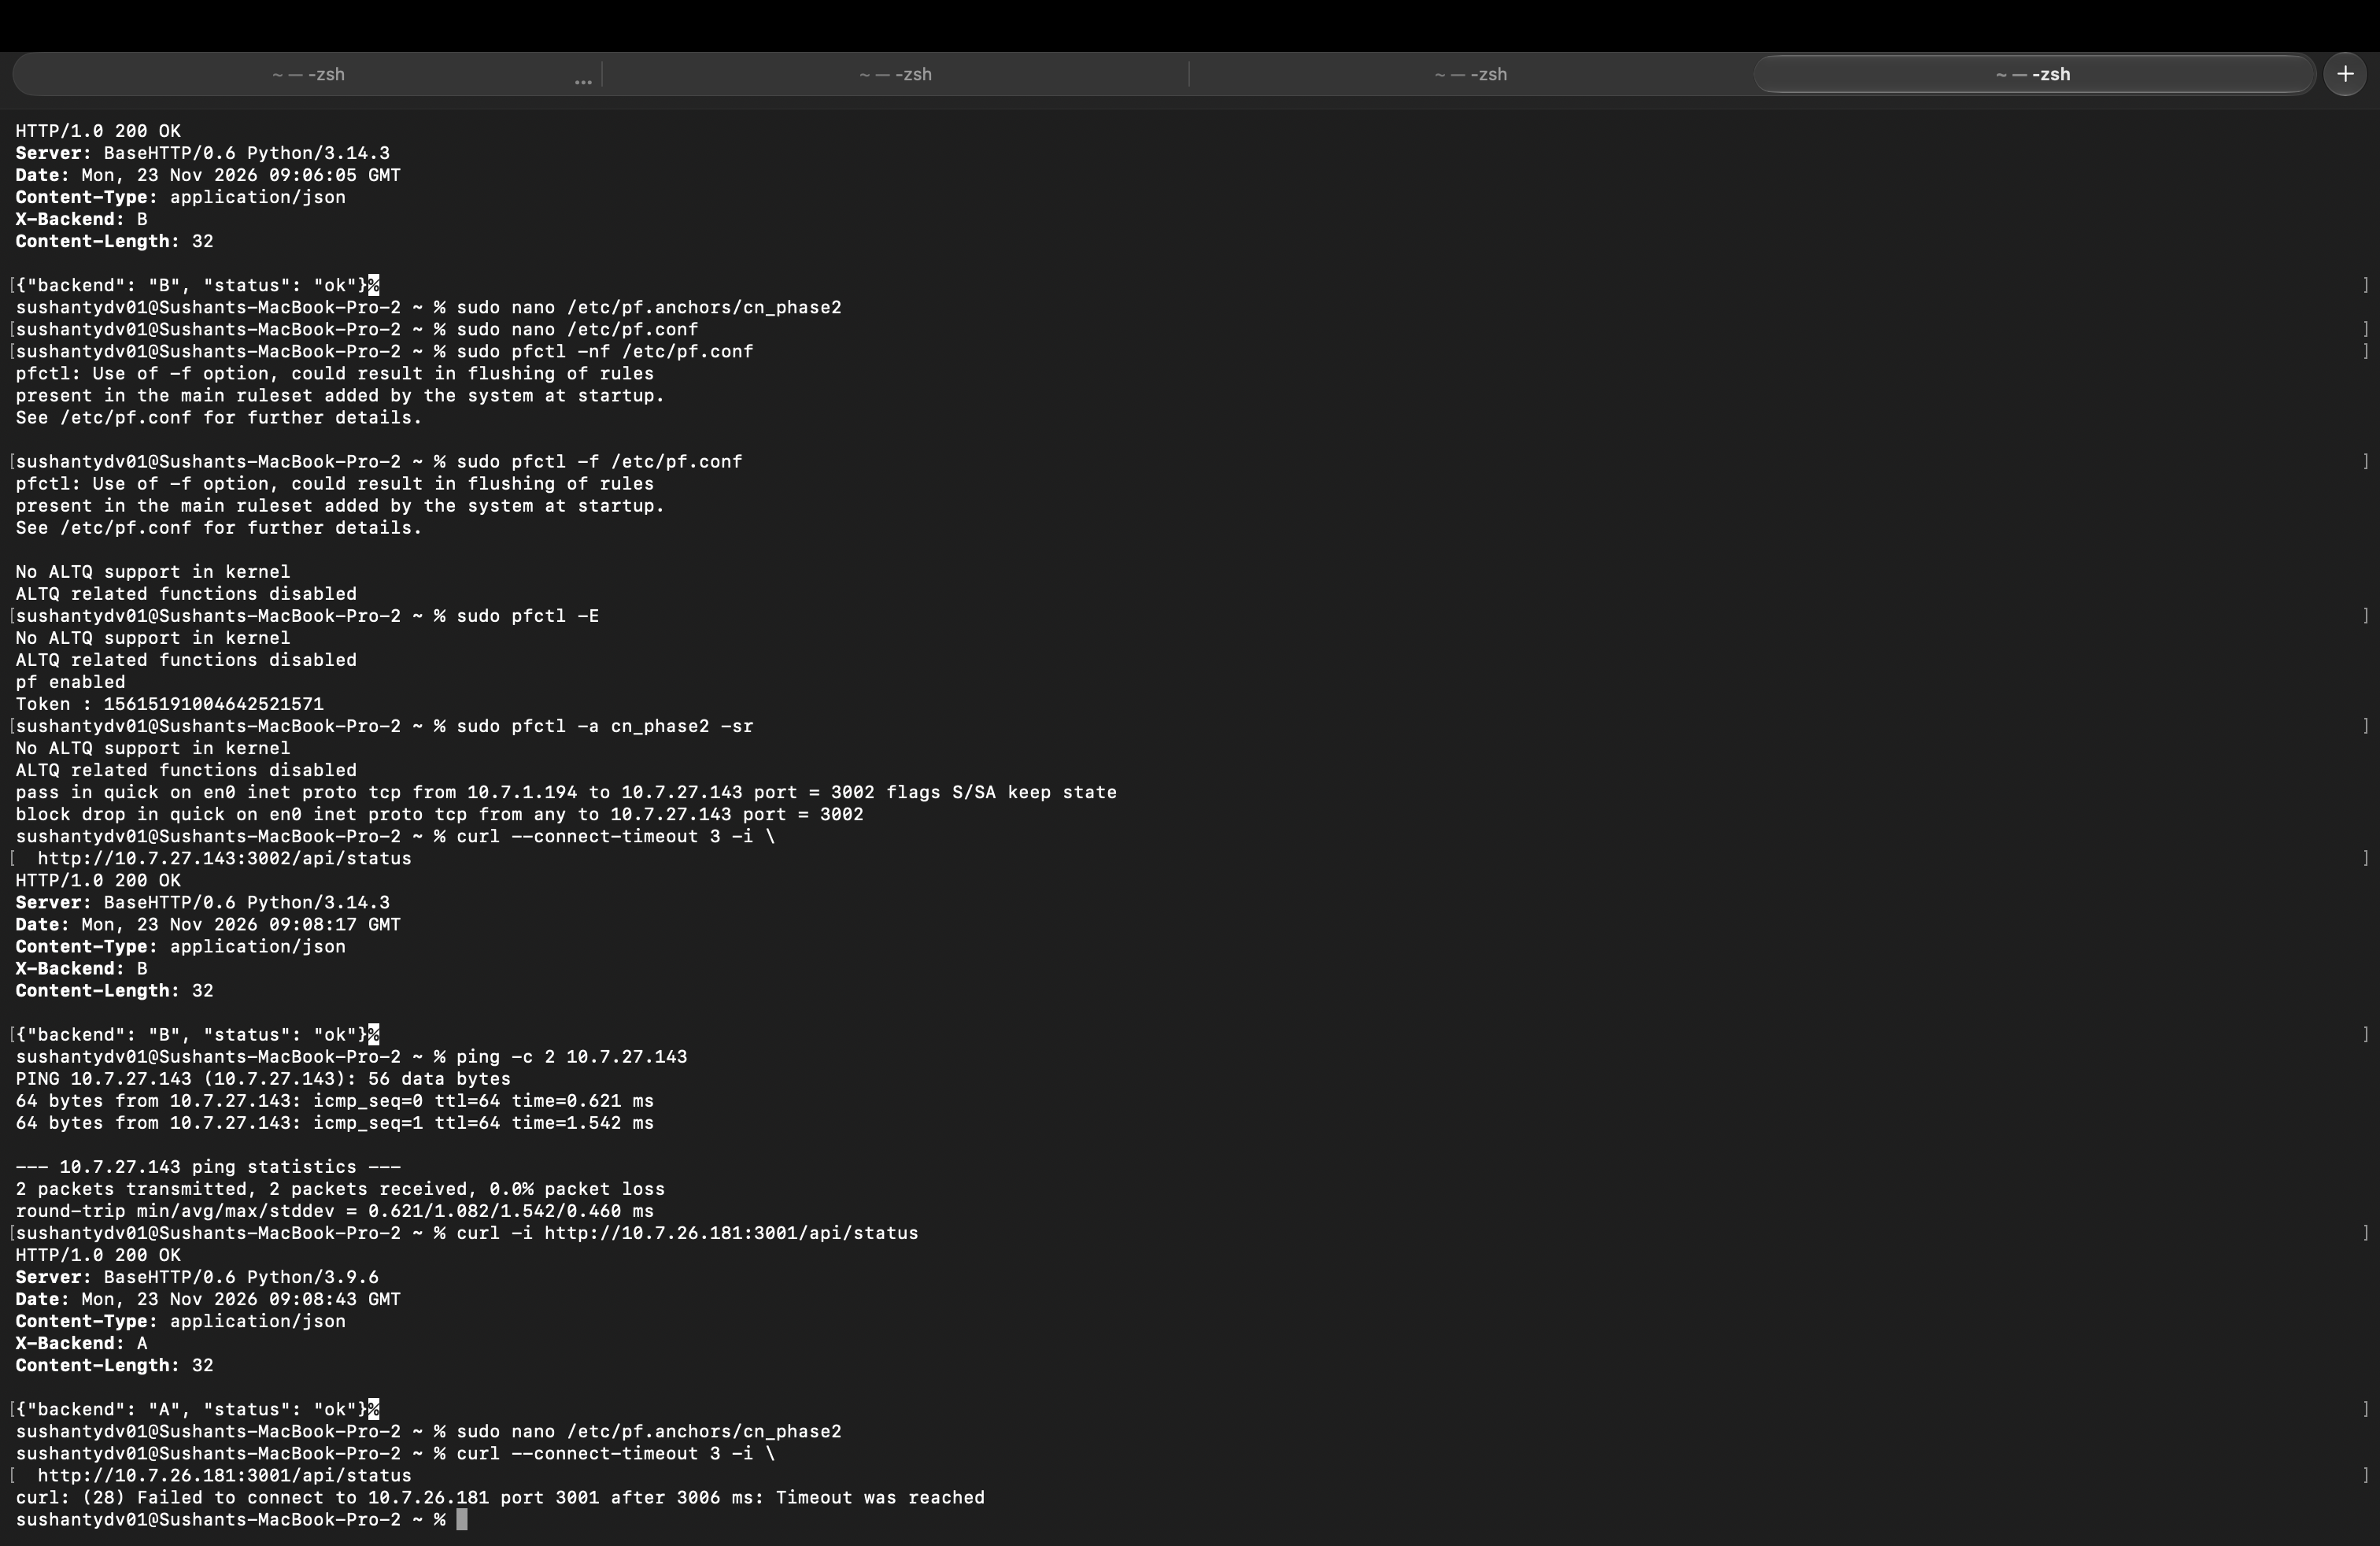 ~ — -zsh
...
~ — -zsh
~ — -zsh
~ — -zsh
+
HTTP/1.0 200 OK
Server: BaseHTTP/0.6 Python/3.14.3
Date: Mon, 23 Nov 2026 09:06:05 GMT
Content-Type: application/json
X-Backend: B
Content-Length: 32
[{"backend": "B", "status": "ok"}% ]
sushantydv01@Sushants-MacBook-Pro-2 ~ % sudo nano /etc/pf.anchors/cn_phase2
[sushantydv01@Sushants-MacBook-Pro-2 ~ % sudo nano /etc/pf.conf ]
[sushantydv01@Sushants-MacBook-Pro-2 ~ % sudo pfctl -nf /etc/pf.conf ]
pfctl: Use of -f option, could result in flushing of rules
present in the main ruleset added by the system at startup.
See /etc/pf.conf for further details.
[sushantydv01@Sushants-MacBook-Pro-2 ~ % sudo pfctl -f /etc/pf.conf ]
pfctl: Use of -f option, could result in flushing of rules
present in the main ruleset added by the system at startup.
See /etc/pf.conf for further details.
No ALTQ support in kernel
ALTQ related functions disabled
[sushantydv01@Sushants-MacBook-Pro-2 ~ % sudo pfctl -E ]
No ALTQ support in kernel
ALTQ related functions disabled
pf enabled
Token : 15615191004642521571
[sushantydv01@Sushants-MacBook-Pro-2 ~ % sudo pfctl -a cn_phase2 -sr ]
No ALTQ support in kernel
ALTQ related functions disabled
pass in quick on en0 inet proto tcp from 10.7.1.194 to 10.7.27.143 port = 3002 flags S/SA keep state
block drop in quick on en0 inet proto tcp from any to 10.7.27.143 port = 3002
sushantydv01@Sushants-MacBook-Pro-2 ~ % curl --connect-timeout 3 -i \
[ http://10.7.27.143:3002/api/status ]
HTTP/1.0 200 OK
Server: BaseHTTP/0.6 Python/3.14.3
Date: Mon, 23 Nov 2026 09:08:17 GMT
Content-Type: application/json
X-Backend: B
Content-Length: 32
[{"backend": "B", "status": "ok"}% ]
sushantydv01@Sushants-MacBook-Pro-2 ~ % ping -c 2 10.7.27.143
PING 10.7.27.143 (10.7.27.143): 56 data bytes
64 bytes from 10.7.27.143: icmp_seq=0 ttl=64 time=0.621 ms
64 bytes from 10.7.27.143: icmp_seq=1 ttl=64 time=1.542 ms
--- 10.7.27.143 ping statistics ---
2 packets transmitted, 2 packets received, 0.0% packet loss
round-trip min/avg/max/stddev = 0.621/1.082/1.542/0.460 ms
[sushantydv01@Sushants-MacBook-Pro-2 ~ % curl -i http://10.7.26.181:3001/api/status ]
HTTP/1.0 200 OK
Server: BaseHTTP/0.6 Python/3.9.6
Date: Mon, 23 Nov 2026 09:08:43 GMT
Content-Type: application/json
X-Backend: A
Content-Length: 32
[{"backend": "A", "status": "ok"}% ]
sushantydv01@Sushants-MacBook-Pro-2 ~ % sudo nano /etc/pf.anchors/cn_phase2
sushantydv01@Sushants-MacBook-Pro-2 ~ % curl --connect-timeout 3 -i \
[ http://10.7.26.181:3001/api/status ]
curl: (28) Failed to connect to 10.7.26.181 port 3001 after 3006 ms: Timeout was reached
sushantydv01@Sushants-MacBook-Pro-2 ~ %